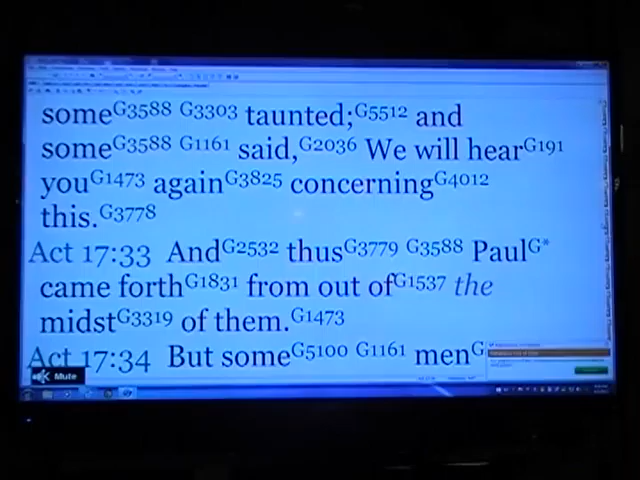 someG3588 G3303 taunted;G5512 and
someG3588 G1161 said,G2036 We will hearG191
youG1473 againG3825 concerningG4012
this.G3778
Act 17:33 AndG2532 thusG3779 G3588 PaulG*
came forthG1831 from out ofG1537 the
midstG3319 of them.G1473
Act 17:34 But someG5100 G1161 menG
Mute